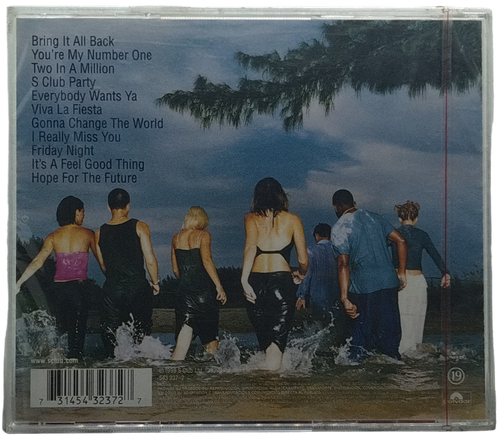 Bring It All Back
You're My Number One
Two In A Million
S Club Party
Everybody Wants Ya
Viva La Fiesta
Gonna Change The World
I Really Miss You
Friday Night
It's A Feel Good Thing
Hope For The Future
19
7 31454 32372 7